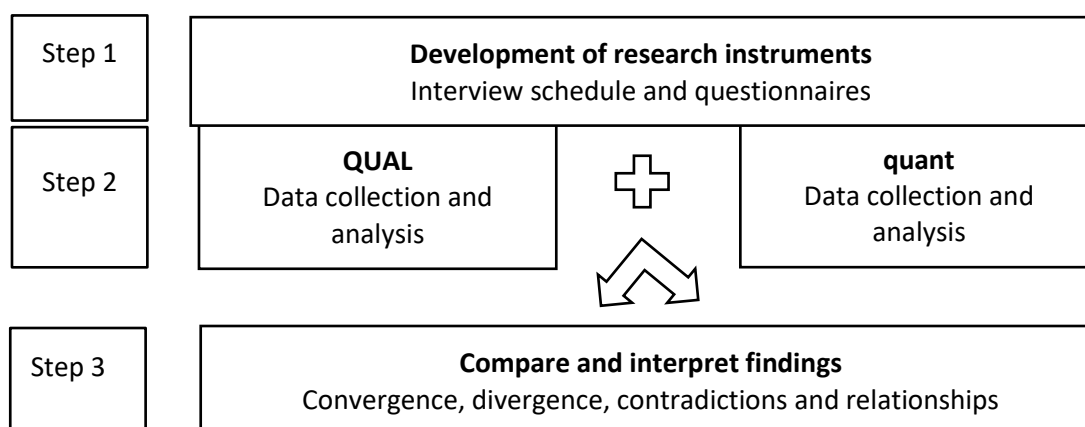 Step 1
Development of research instruments
Interview schedule and questionnaires
Step 2
QUAL
Data collection and
analysis
quant
Data collection and
analysis
Step 3
Compare and interpret findings
Convergence, divergence, contradictions and relationships